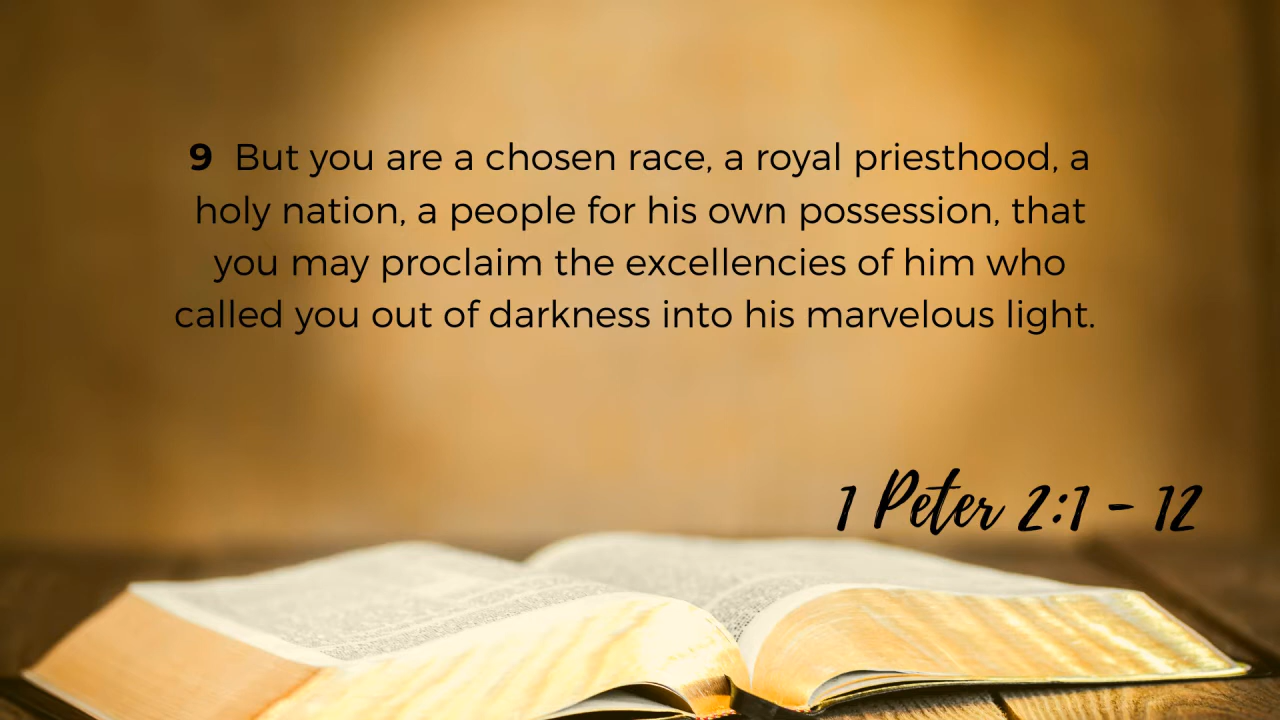 9 But you are a chosen race, a royal priesthood, a
holy nation, a people for his own possession, that
you may proclaim the excellencies of him who
called you out of darkness into his marvelous light.
1 Peter 2:1 - 12